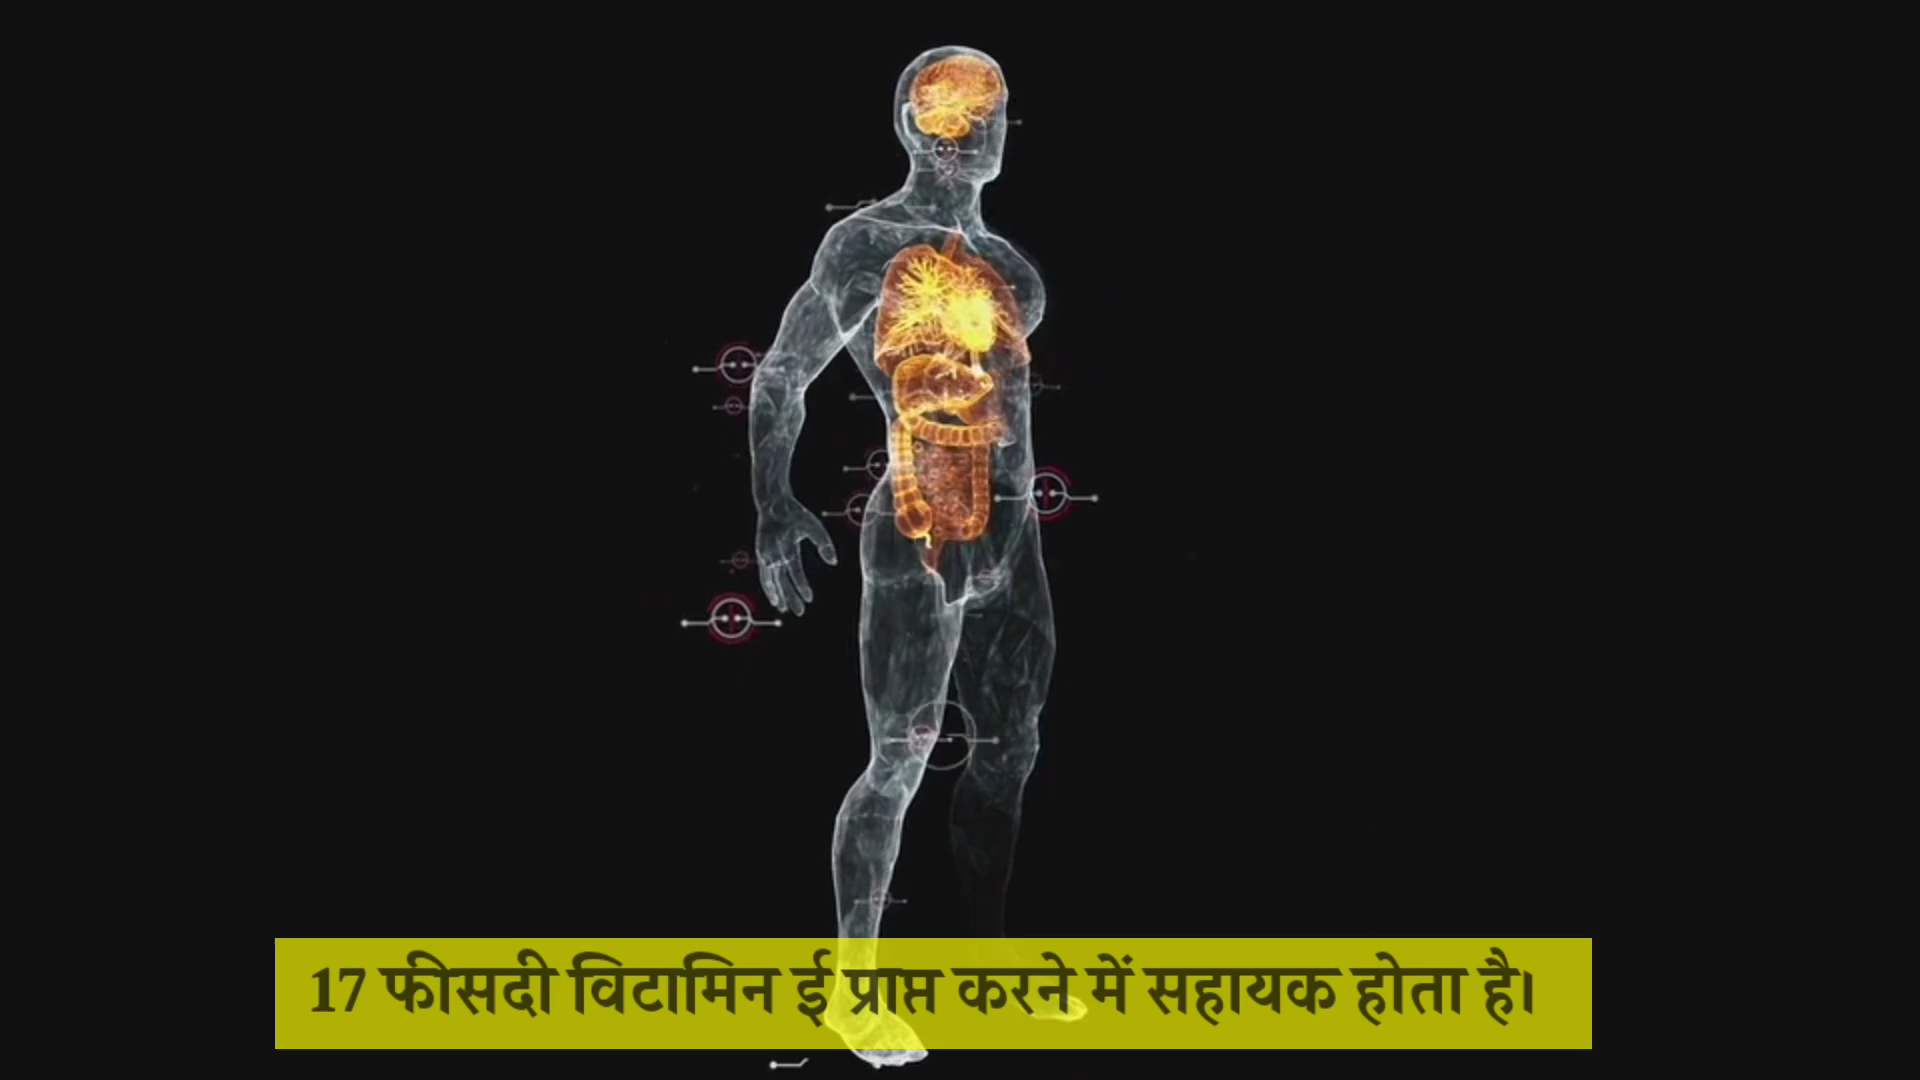 17 फीसदी विटामिन ई प्राप्त करने में सहायक होता है।